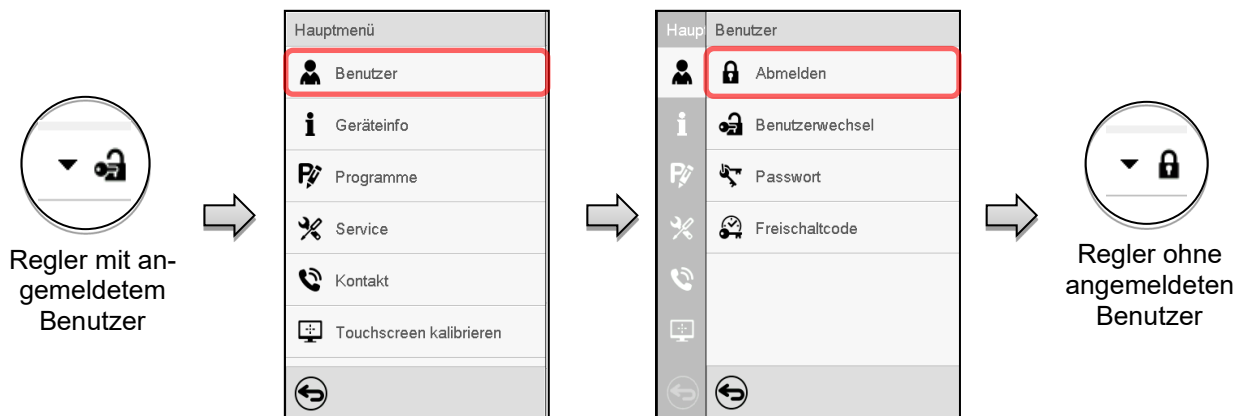 Regler mit an-
gemeldetem
Benutzer
Hauptmenü
Benutzer
Geräteinfo
Programme
Service
Kontakt
Touchscreen kalibrieren
Haup
Benutzer
Abmelden
Benutzerwechsel
Passwort
Freischaltcode
Regler ohne
angemeldeten
Benutzer